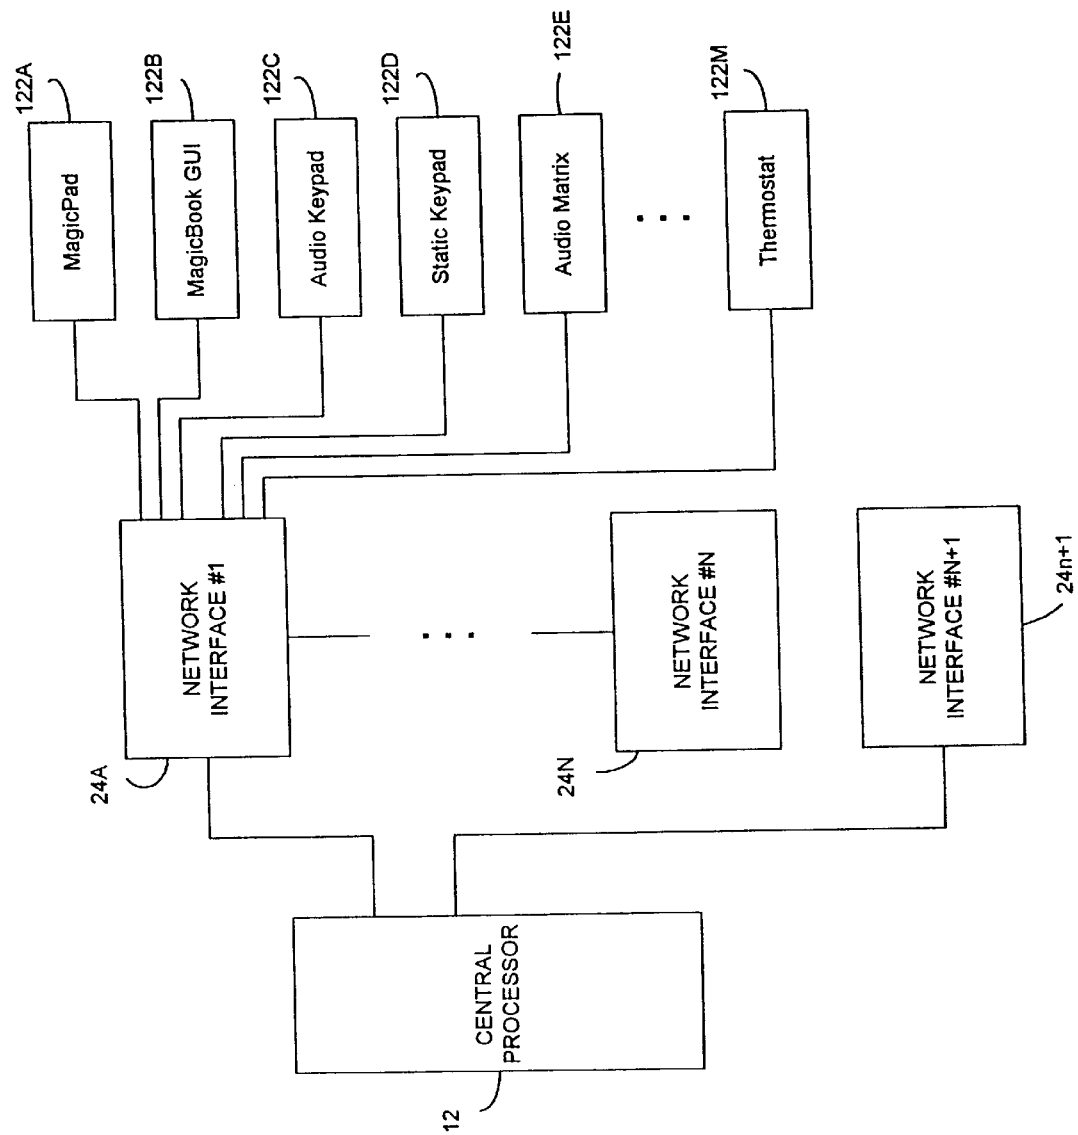 122A
MagicPad
122B
MagicBook GUI
122C
Audio Keypad
122D
Static Keypad
122E
Audio Matrix
122M
Thermostat
NETWORK
INTERFACE #1
24A
NETWORK
INTERFACE #N
24N
NETWORK
INTERFACE #N+1
24n+1
CENTRAL
PROCESSOR
12